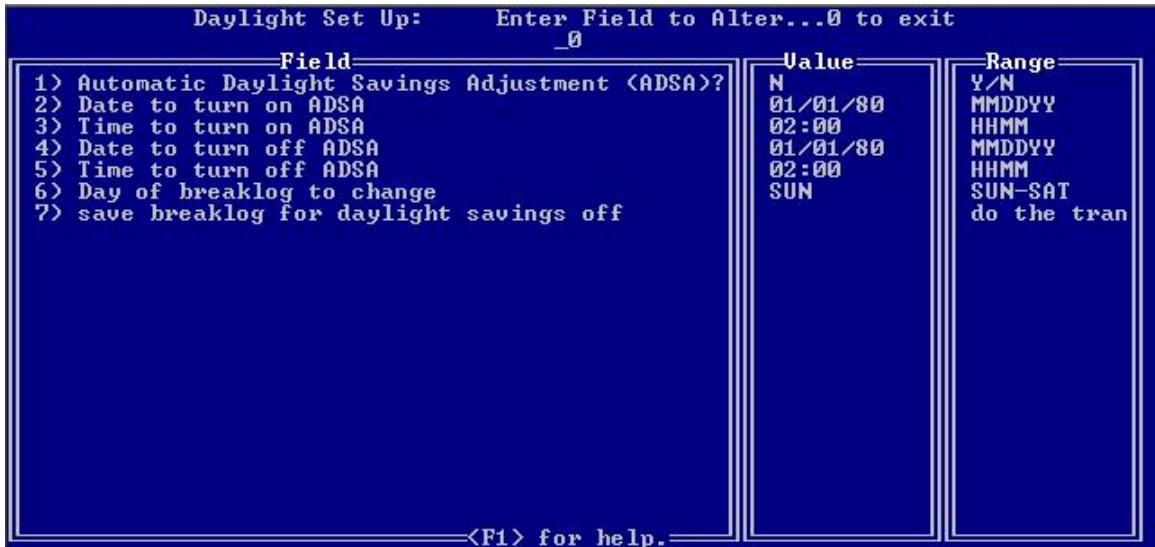 Daylight Set Up: Enter Field to Alter...0 to exit
_0
Field Value Range
1) Automatic Daylight Savings Adjustment (ADSA)? N Y/N
2) Date to turn on ADSA 01/01/80 MMDDYY
3) Time to turn on ADSA 02:00 HHMM
4) Date to turn off ADSA 01/01/80 MMDDYY
5) Time to turn off ADSA 02:00 HHMM
6) Day of breaklog to change SUN SUN-SAT
7) save breaklog for daylight savings off do the tran
<F1> for help.